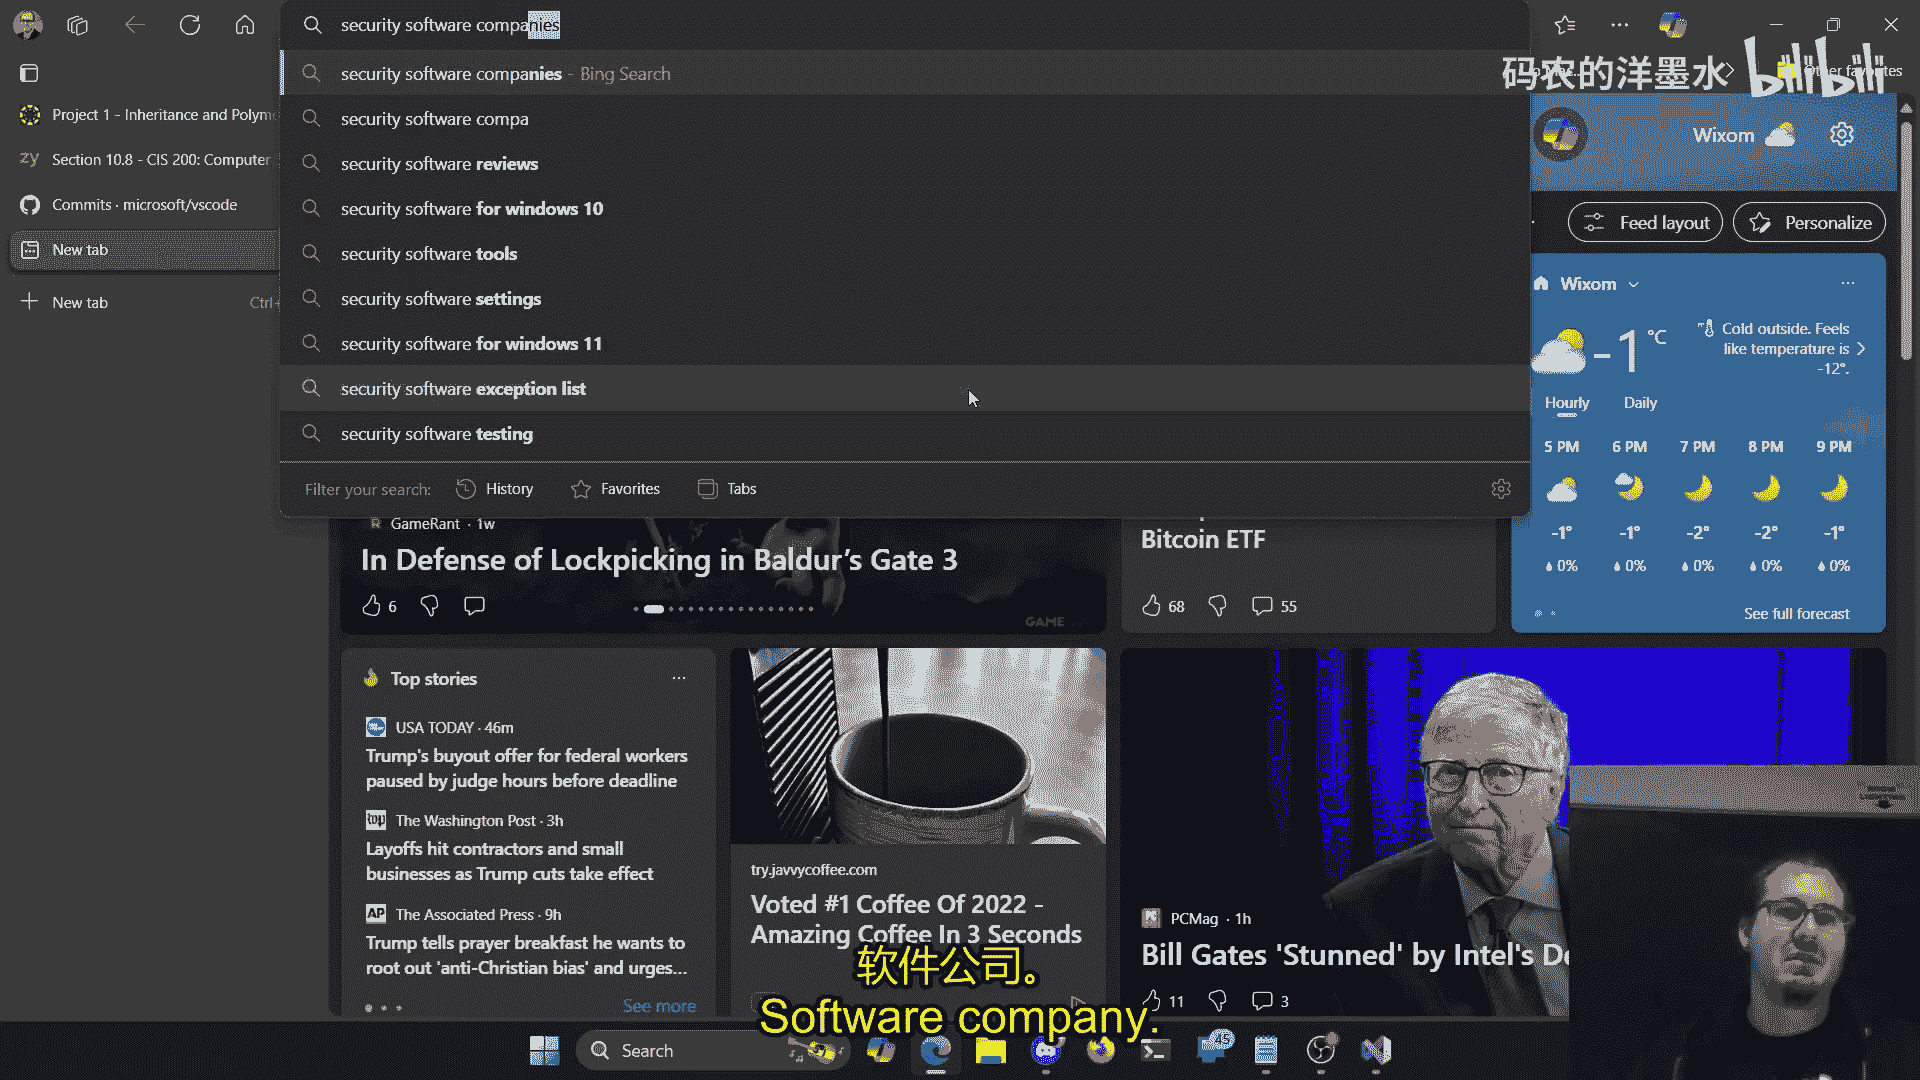 security software companies
security software companies - Bing Search
security software compa
security software reviews
security software for windows 10
security software tools
security software settings
security software for windows 11
security software exception list
security software testing
Filter your search:
History
Favorites
Tabs
码农的洋墨水
bilibili
Other favorites
Project 1 - Inheritance and Polym
zy Section 10.8 - CIS 200: Computer
Commits · microsoft/vscode
New tab
New tab
Ctrl+
Wixom
Feed layout
Personalize
Wixom
-1 °C
Cold outside. Feels
like temperature is
-12°.
Hourly
Daily
5 PM 6 PM 7 PM 8 PM 9 PM
-1° -1° -2° -2° -1°
0% 0% 0% 0% 0%
See full forecast
GameRant · 1w
In Defense of Lockpicking in Baldur's Gate 3
6
GAME
Bitcoin ETF
68
55
Top stories
USA TODAY · 46m
Trump's buyout offer for federal workers
paused by judge hours before deadline
The Washington Post · 3h
Layoffs hit contractors and small
businesses as Trump cuts take effect
AP The Associated Press · 9h
Trump tells prayer breakfast he wants to
root out 'anti-Christian bias' and urges...
See more
try.javvycoffee.com
Voted #1 Coffee Of 2022 -
Amazing Coffee In 3 Seconds
PCMag · 1h
Bill Gates 'Stunned' by Intel's De
11
3
软件公司。
Software company.
Search
45